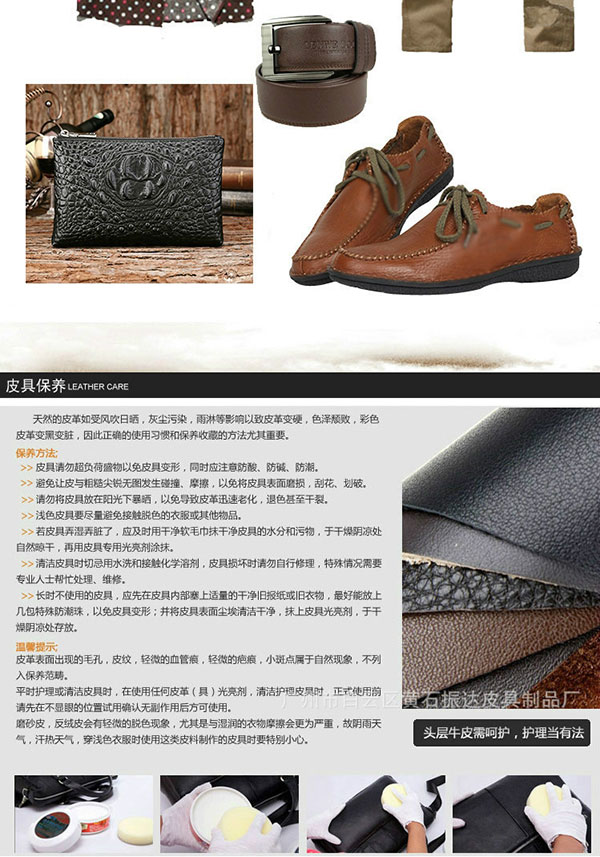 皮具保养 LEATHER CARE
天然的皮革如受风吹日晒，灰尘污染，雨淋等影响以致皮革变硬，色泽颓败，彩色
皮革变黑变脏，因此正确的使用习惯和保养收藏的方法尤其重要。
保养方法;
>> 皮具请勿超负荷盛物以免皮具变形，同时应注意防酸、防碱、防潮。
>> 避免让皮与粗糙尖锐无图发生碰撞、摩擦，以免将皮表面磨损，刮花、划破。
>> 请勿将皮具放在阳光下暴晒，以免导致皮革迅速老化，退色甚至干裂。
>> 浅色皮具要尽量避免接触脱色的衣服或其他物品。
>> 若皮具弄湿弄脏了，应及时用干净软毛巾抹干净皮具的水分和污物，于干燥阴凉处
自然晾干，再用皮具专用光亮剂涂抹。
>> 清洁皮具时切忌用水洗和接触化学溶剂，皮具损坏时请勿自行修理，特殊情况需要
专业人士帮忙处理、维修。
>> 长时不使用的皮具，应先在皮具内部塞上适量的干净旧报纸或旧衣物，最好能放上
几包特殊防潮珠，以免皮具变形；并将皮具表面尘埃清洁干净，抹上皮具光亮剂，于干
燥阴凉处存放。
温馨提示;
皮革表面出现的毛孔，皮纹，轻微的血管痕，轻微的疤痕，小斑点属于自然现象，不列
入保养范畴。
平时护理或清洁皮具时，在使用任何皮革（具）光亮剂，清洁护理皮具时，正式使用前
请先在不显眼的位置试用确认无副作用后方可使用。
磨砂皮，反绒皮会有轻微的脱色现象，尤其是与湿润的衣物摩擦会更为严重，故阴雨天
气，汗热天气，穿浅色衣服时使用这类皮料制作的皮具时要特别小心。
广州市白云区黄石振达皮具制品厂
头层牛皮需呵护，护理当有法